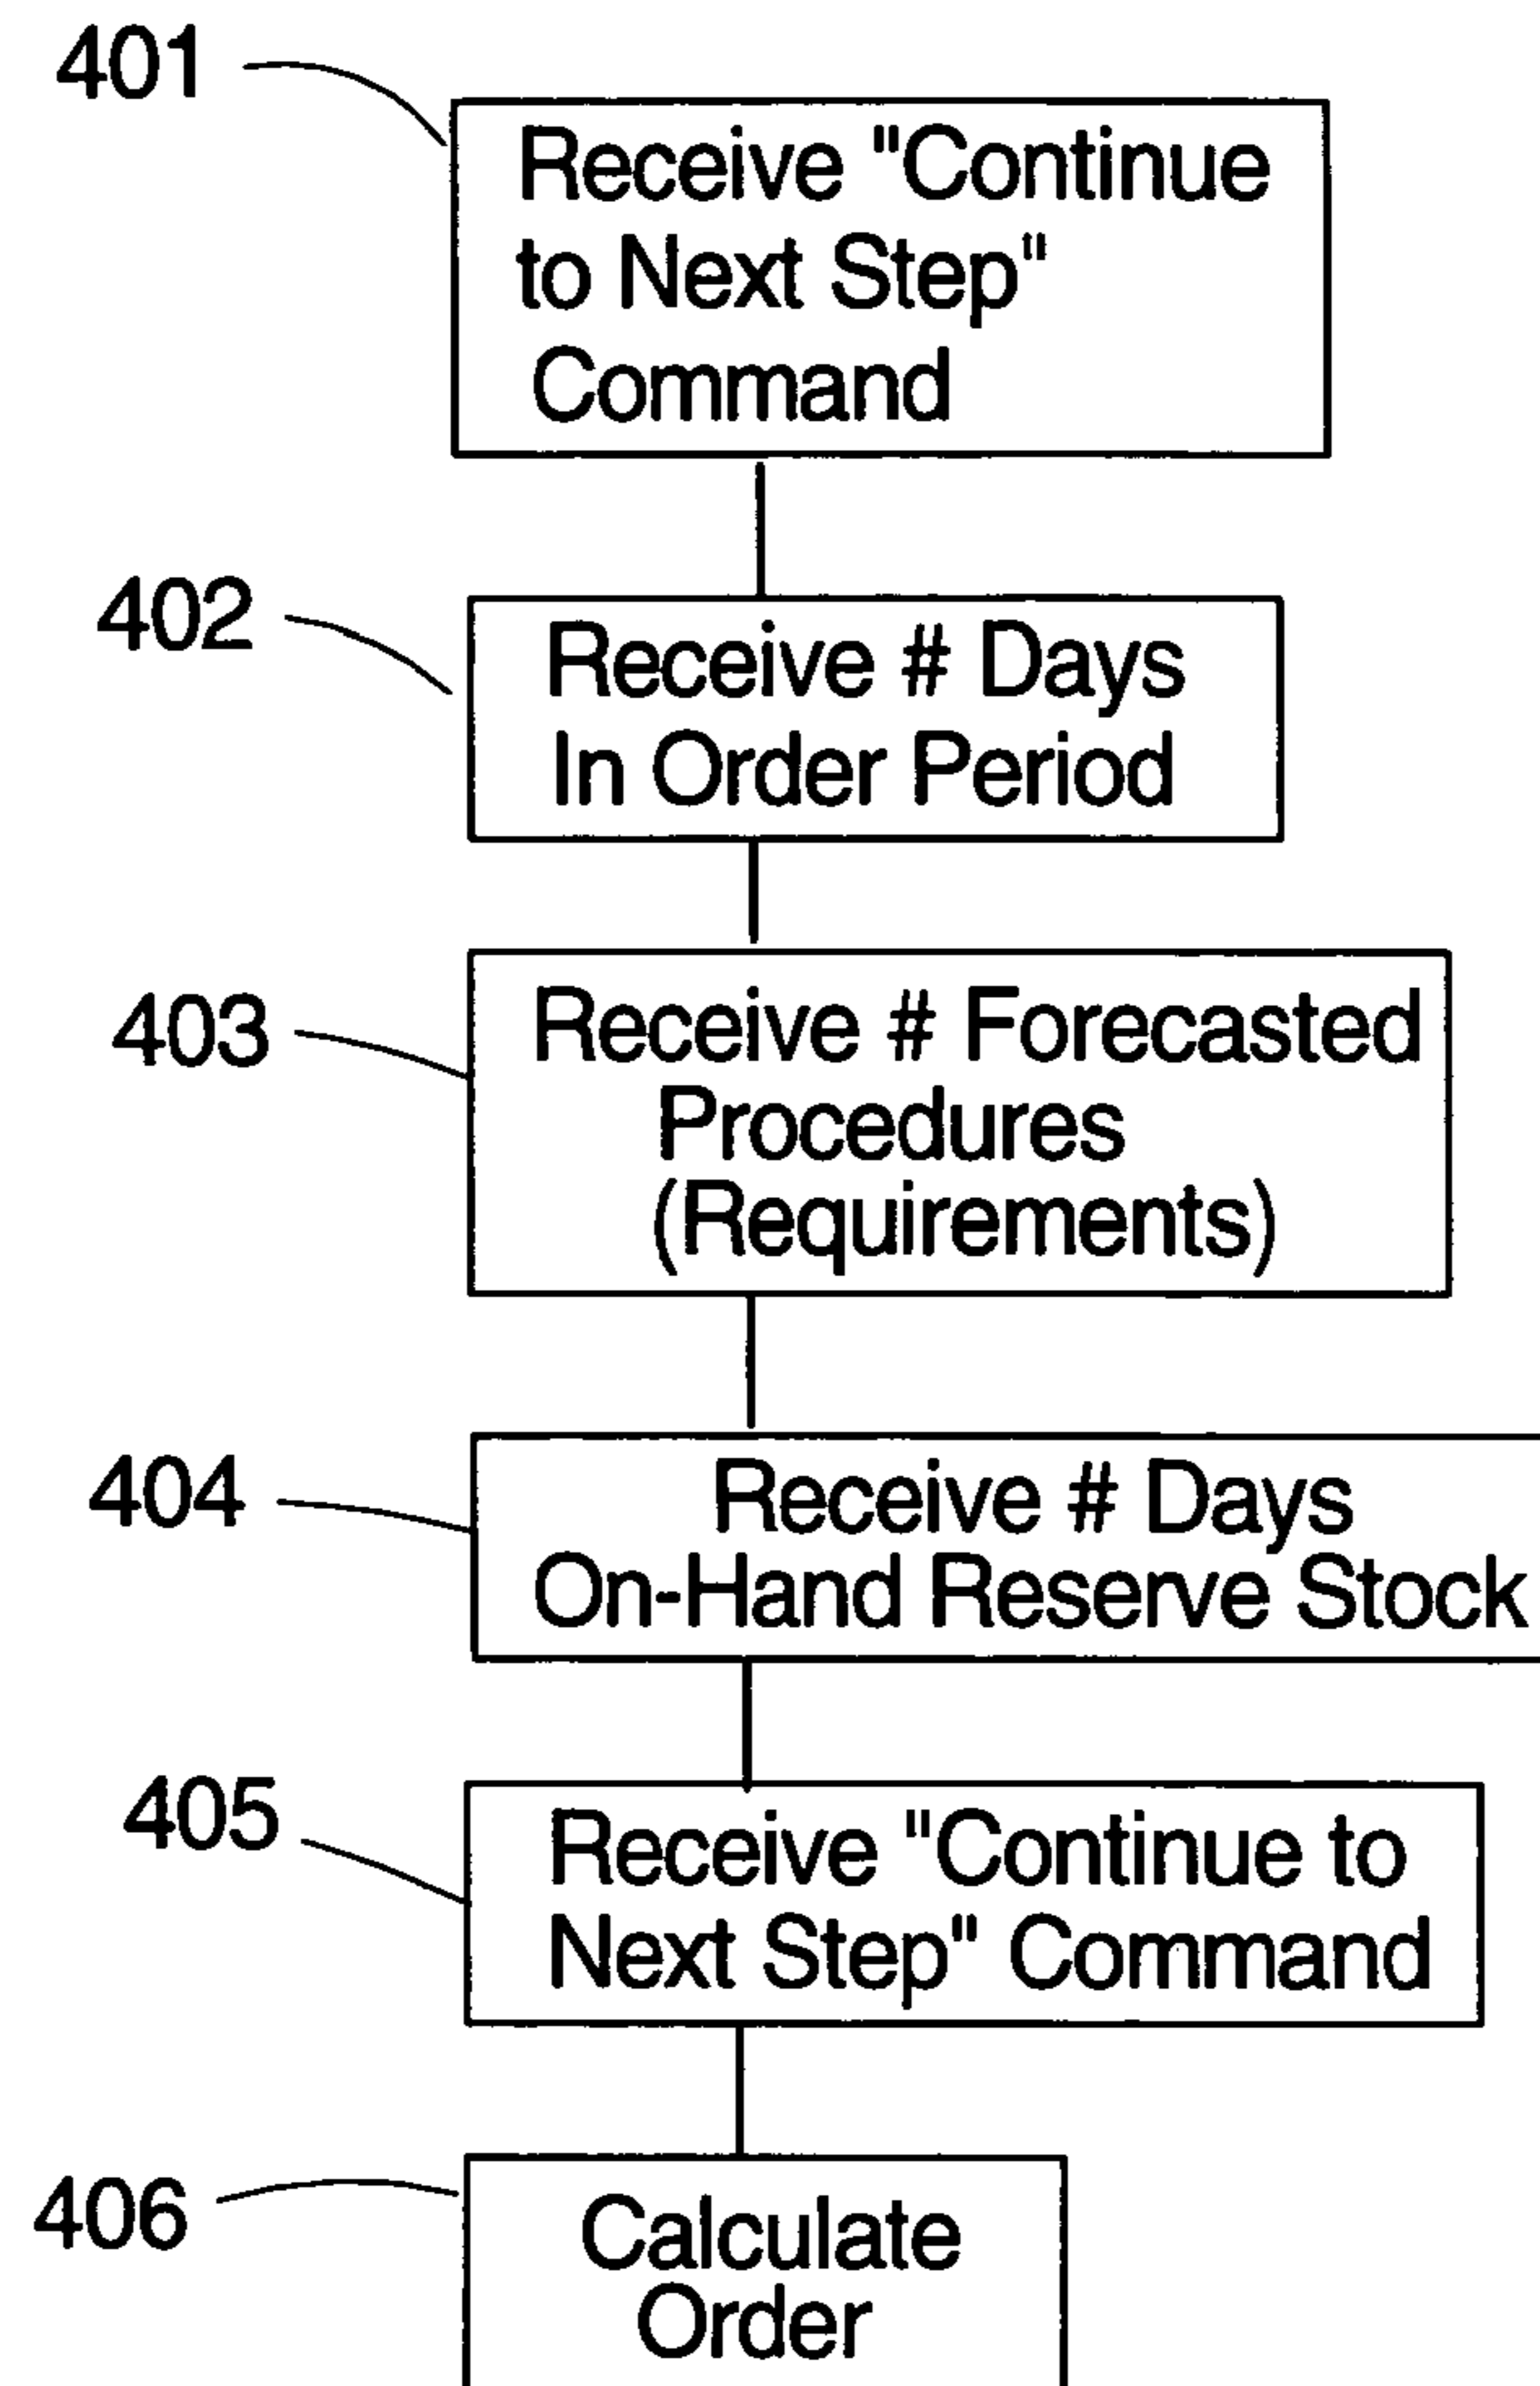 401
Receive "Continue
to Next Step"
Command
402
Receive # Days
In Order Period
403
Receive # Forecasted
Procedures
(Requirements)
404
Receive # Days
On-Hand Reserve Stock
405
Receive "Continue to
Next Step" Command
406
Calculate
Order